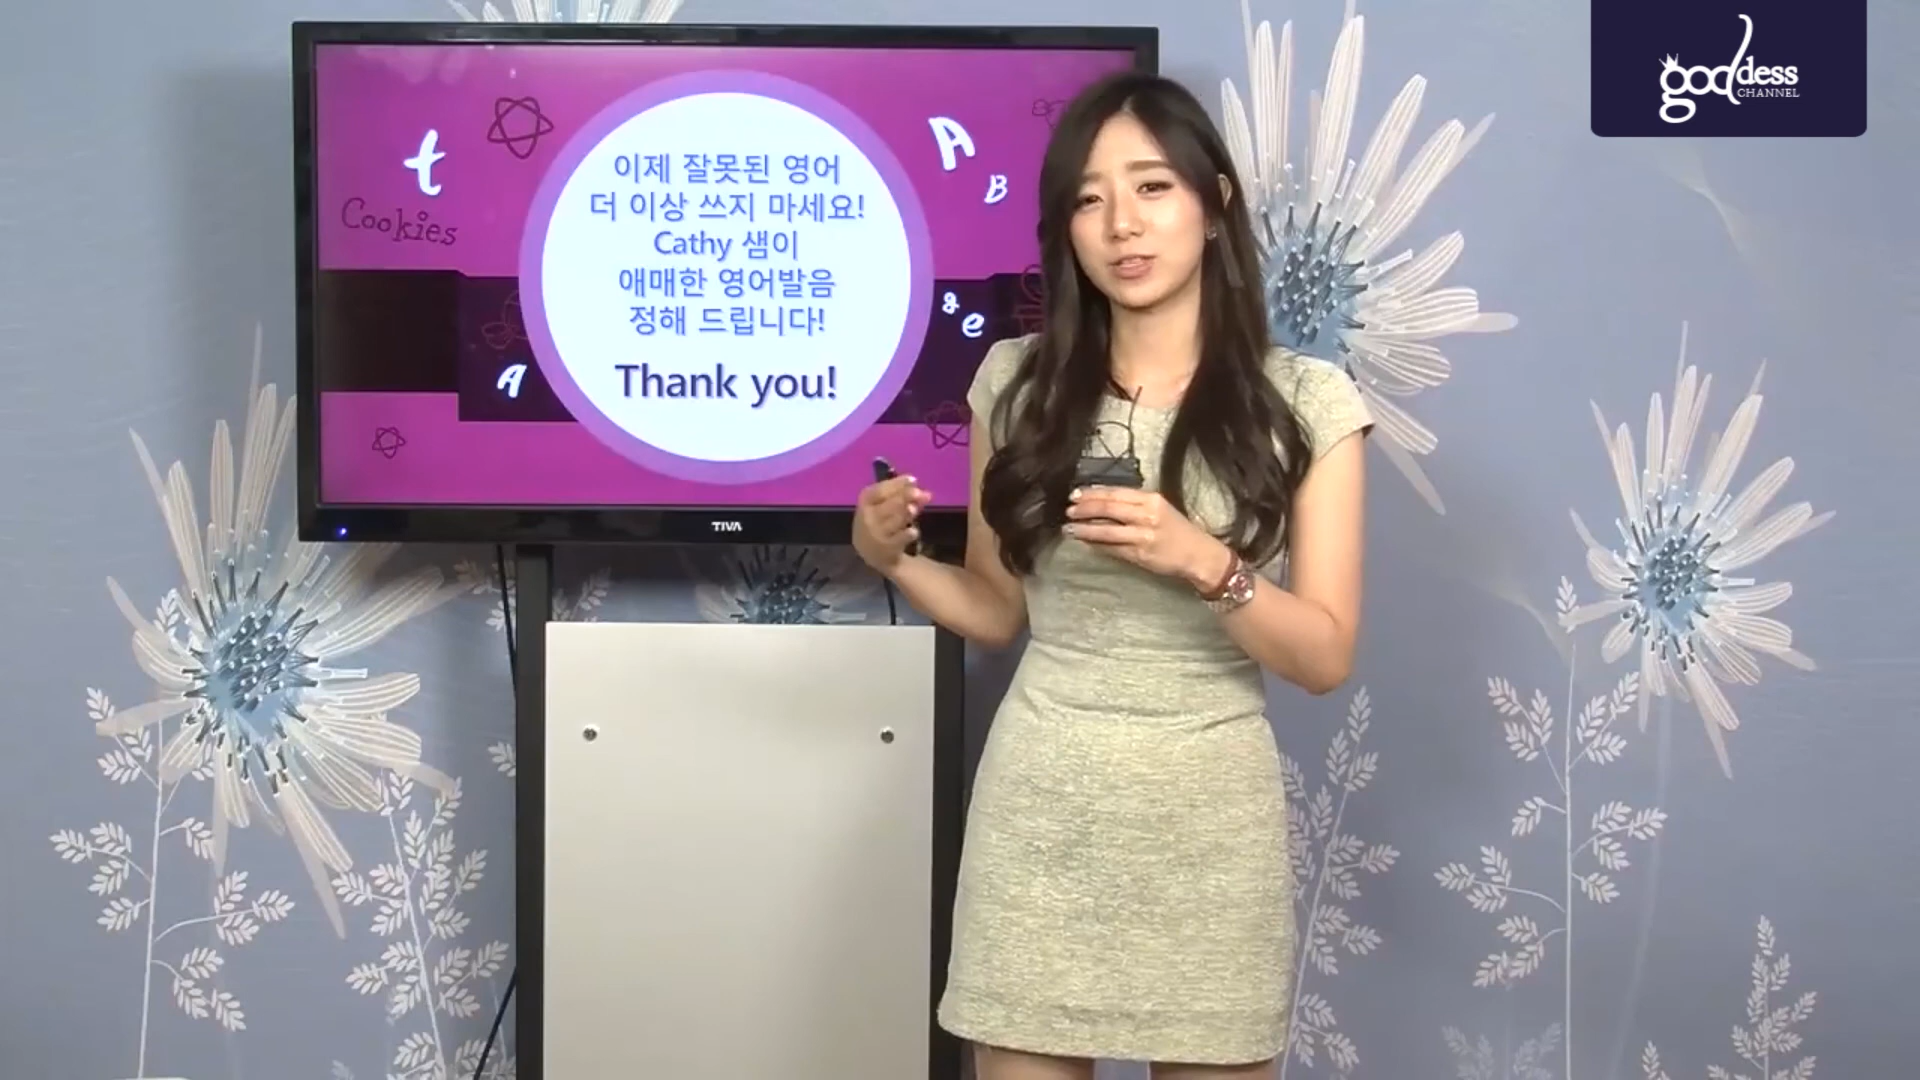 goddess
CHANNEL
t
Cookies
A
B
이제 잘못된 영어
더 이상 쓰지 마세요!
Cathy 샘이
애매한 영어발음
정해 드립니다!
Thank you!
a
e
A
TIVA